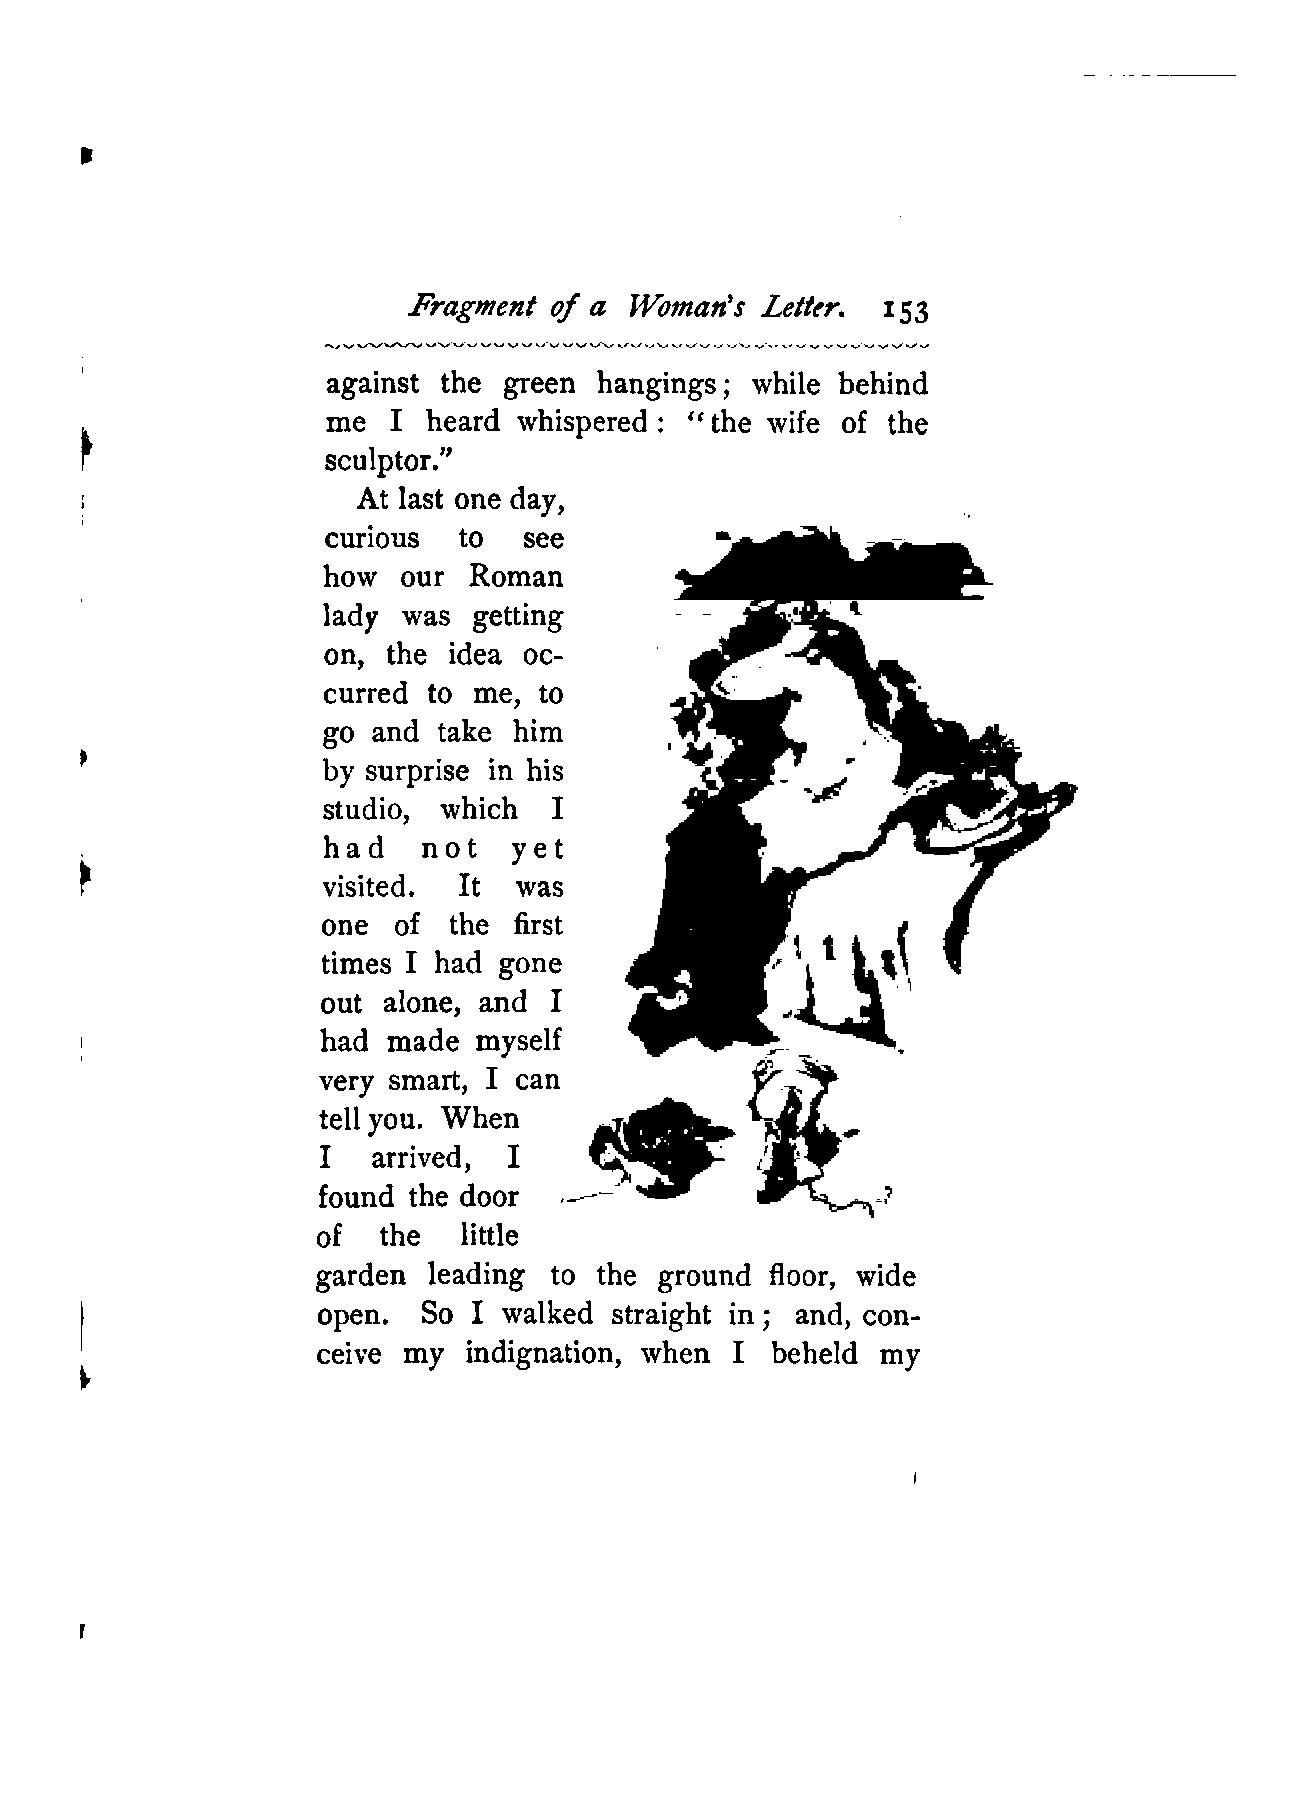 Fragment of a Woman's Letter. 153
against the green hangings; while behind
me I heard whispered: "the wife of the
sculptor."
At last one day,
curious to see
how our Roman
lady was getting
on, the idea oc-
curred to me, to
go and take him
by surprise in his
studio, which I
had not yet
visited. It was
one of the first
times I had gone
out alone, and I
had made myself
very smart, I can
tell you. When
I arrived, I
found the door
of the little
garden leading to the ground floor, wide
open. So I walked straight in; and, con-
ceive my indignation, when I beheld my